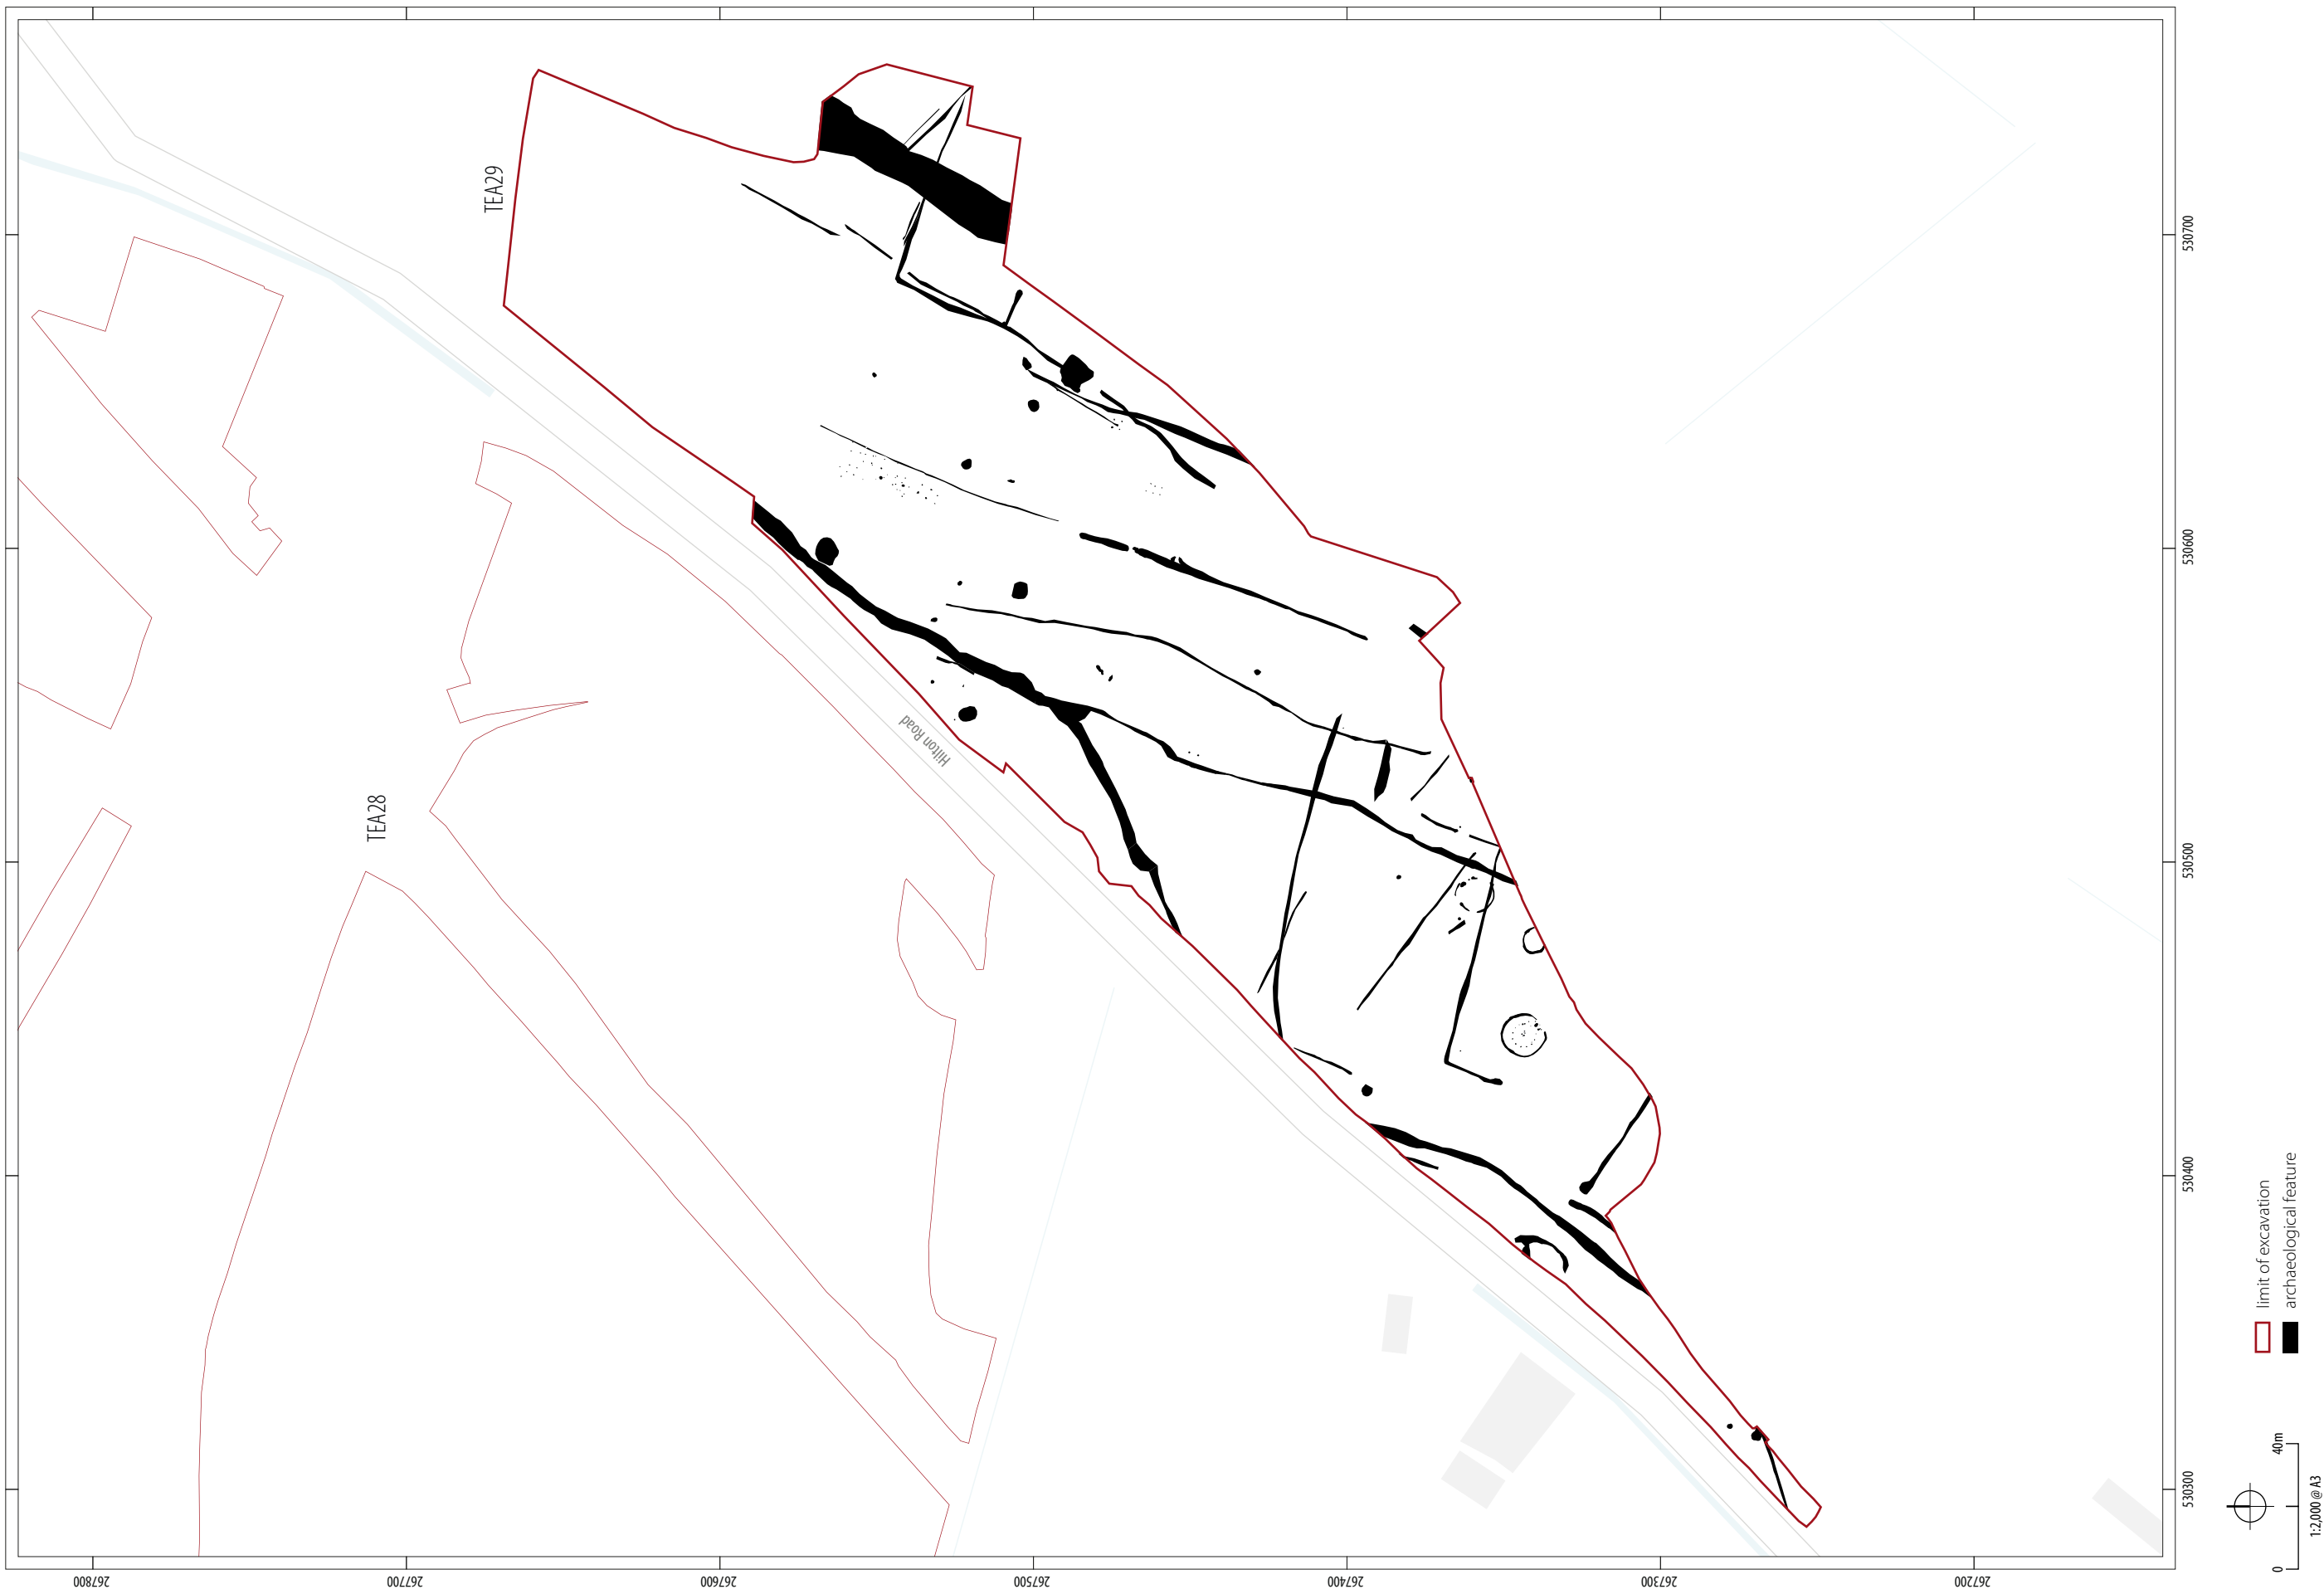 TEA29
TEA28
Hilton Road
530700
530600
530500
530400
530300
267800
267700
267600
267500
267400
267300
267200
limit of excavation
archaeological feature
0
40m
1:2,000 @ A3